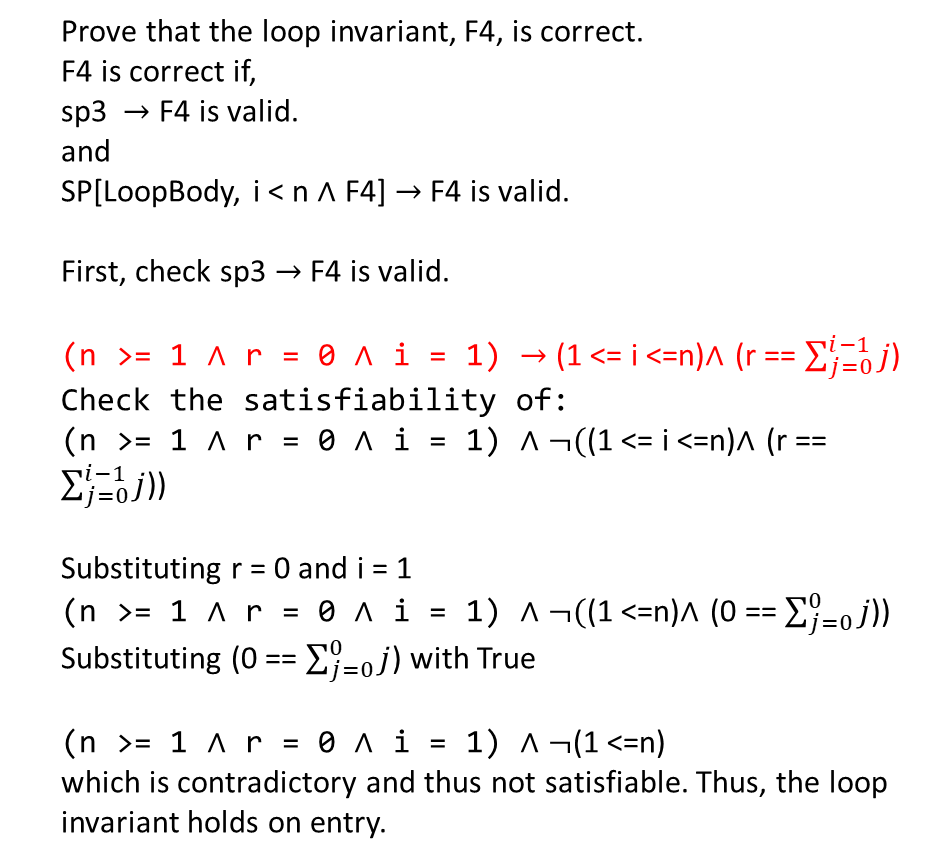 Prove that the loop invariant, F4, is correct.
F4 is correct if,
sp3 → F4 is valid.
and
SP[LoopBody, i < n ∧ F4] → F4 is valid.
First, check sp3 → F4 is valid.
(n >= 1 ∧ r = 0 ∧ i = 1) → (1 <= i <=n)∧ (r == ∑_{j=0}^{i−1} j)
Check the satisfiability of:
(n >= 1 ∧ r = 0 ∧ i = 1) ∧ ¬((1 <= i <=n)∧ (r ==
∑_{j=0}^{i−1} j))
Substituting r = 0 and i = 1
(n >= 1 ∧ r = 0 ∧ i = 1) ∧ ¬((1 <=n)∧ (0 == ∑_{j=0}^{0} j))
Substituting (0 == ∑_{j=0}^{0} j) with True
(n >= 1 ∧ r = 0 ∧ i = 1) ∧ ¬(1 <=n)
which is contradictory and thus not satisfiable. Thus, the loop
invariant holds on entry.